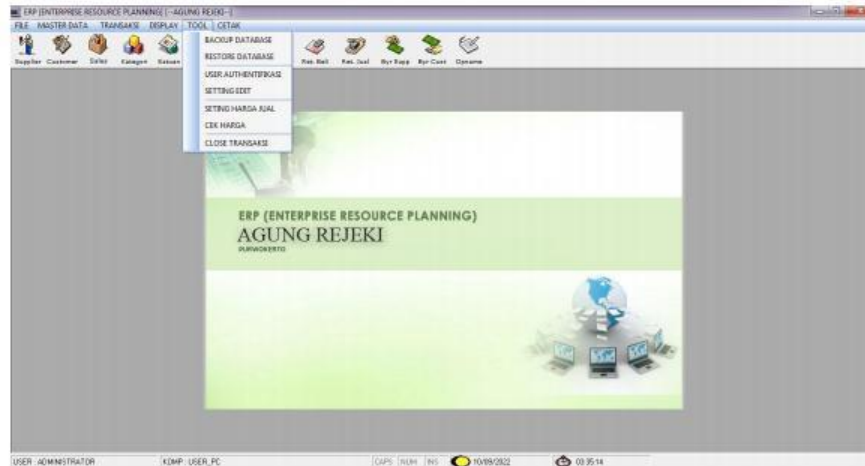 ERP (ENTERPRISE RESOURCE PLANNING) [--AGUNG REJEKI--]
FILE MASTER DATA TRANSAKSI DISPLAY TOOL CETAK
Supplier Customer Sales Kategori Satuan Ret. Beli Ret. Jual Byr Supp Byr Cust Opname
BACKUP DATABASE
RESTORE DATABASE
USER AUTHENTIFIKASI
SETTING EDIT
SETING HARGA JUAL
CEK HARGA
CLOSE TRANSAKSI
ERP (ENTERPRISE RESOURCE PLANNING)
AGUNG REJEKI
PURWOKERTO
USER : ADMINISTRATOR KOMP : USER_PC CAPS NUM INS 10/09/2022 03:35:14